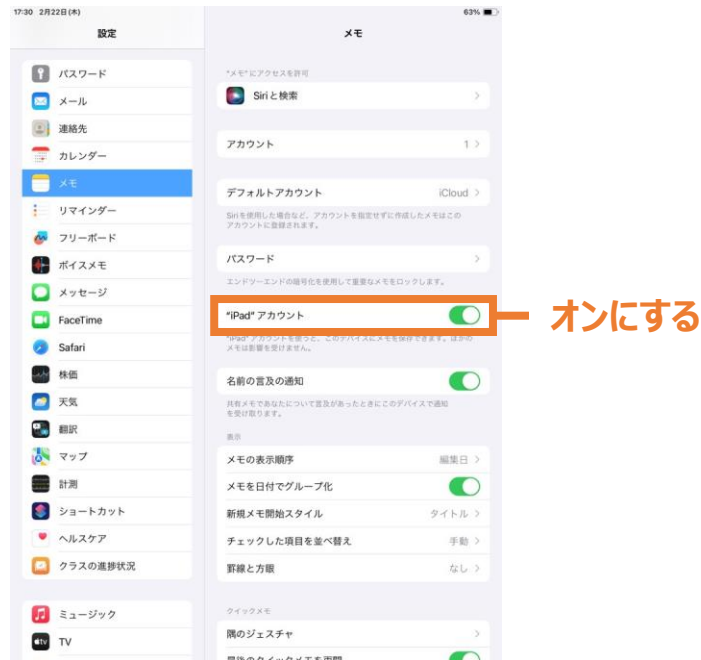 17:30 2月22日(木)
63%
設定
メモ
パスワード
メール
連絡先
カレンダー
メモ
リマインダー
フリーボード
ボイスメモ
メッセージ
FaceTime
Safari
株価
天気
翻訳
マップ
計測
ショートカット
ヘルスケア
クラスの進捗状況
ミュージック
TV
"メモ"にアクセスを許可
Siriと検索
アカウント 1
デフォルトアカウント iCloud
Siriを使用した場合など、アカウントを指定せずに作成したメモはこの
アカウントに登録されます。
パスワード
エンドツーエンドの暗号化を使用して重要なメモをロックします。
"iPad" アカウント
"iPad" アカウントを使うと、このデバイスにメモを保存できます。ほかの
メモは影響を受けません。
名前の言及の通知
共有メモであなたについて言及があったときにこのデバイスで通知
を受け取ります。
表示
メモの表示順序 編集日
メモを日付でグループ化
新規メモ開始スタイル タイトル
チェックした項目を並べ替え 手動
罫線と方眼 なし
クイックメモ
隅のジェスチャ
最後のクイックメモを再開
オンにする
tv